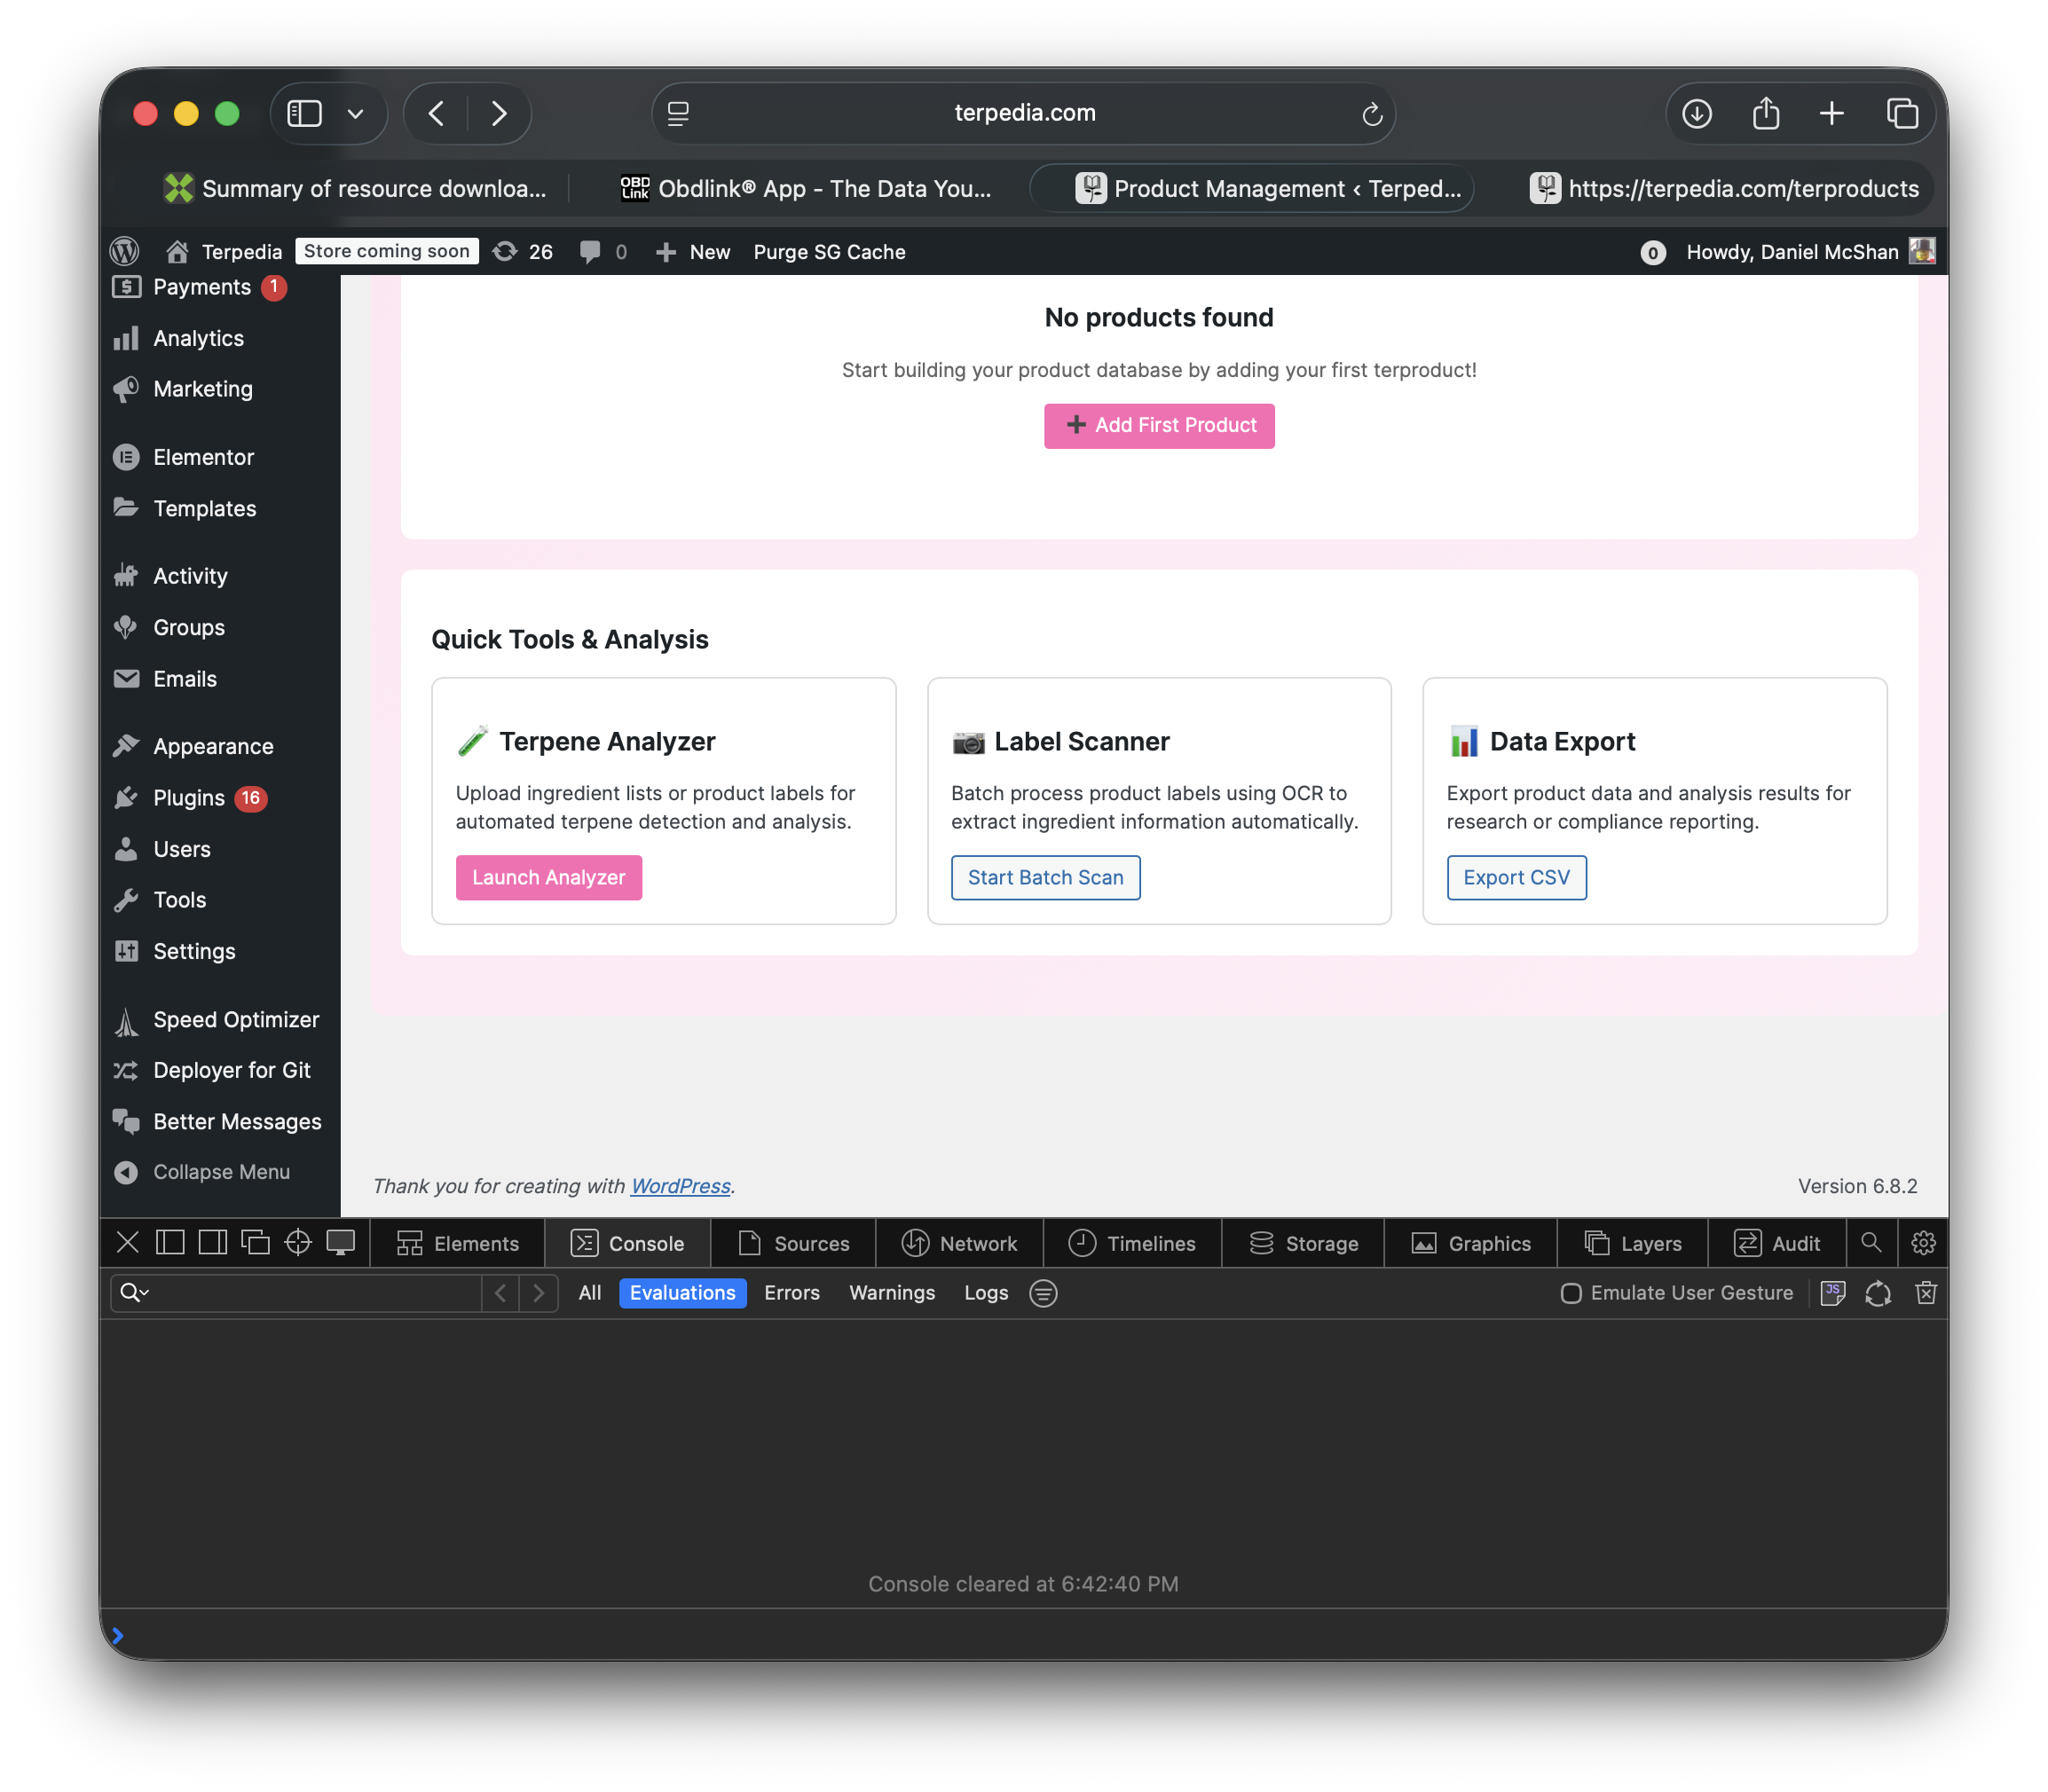 terpedia.com
Summary of resource downloa...
OBD Link
Obdlink® App - The Data You...
Product Management ‹ Terped...
https://terpedia.com/terproducts
Terpedia
Store coming soon
26
0
New
Purge SG Cache
0
Howdy, Daniel McShan
Payments 1
Analytics
Marketing
Elementor
Templates
Activity
Groups
Emails
Appearance
Plugins 16
Users
Tools
Settings
Speed Optimizer
Deployer for Git
Better Messages
Collapse Menu
No products found
Start building your product database by adding your first terproduct!
Add First Product
Quick Tools & Analysis
Terpene Analyzer
Upload ingredient lists or product labels for
automated terpene detection and analysis.
Launch Analyzer
Label Scanner
Batch process product labels using OCR to
extract ingredient information automatically.
Start Batch Scan
Data Export
Export product data and analysis results for
research or compliance reporting.
Export CSV
Thank you for creating with WordPress.
Version 6.8.2
Elements
Console
Sources
Network
Timelines
Storage
Graphics
Layers
Audit
All
Evaluations
Errors
Warnings
Logs
Emulate User Gesture
JS
Console cleared at 6:42:40 PM